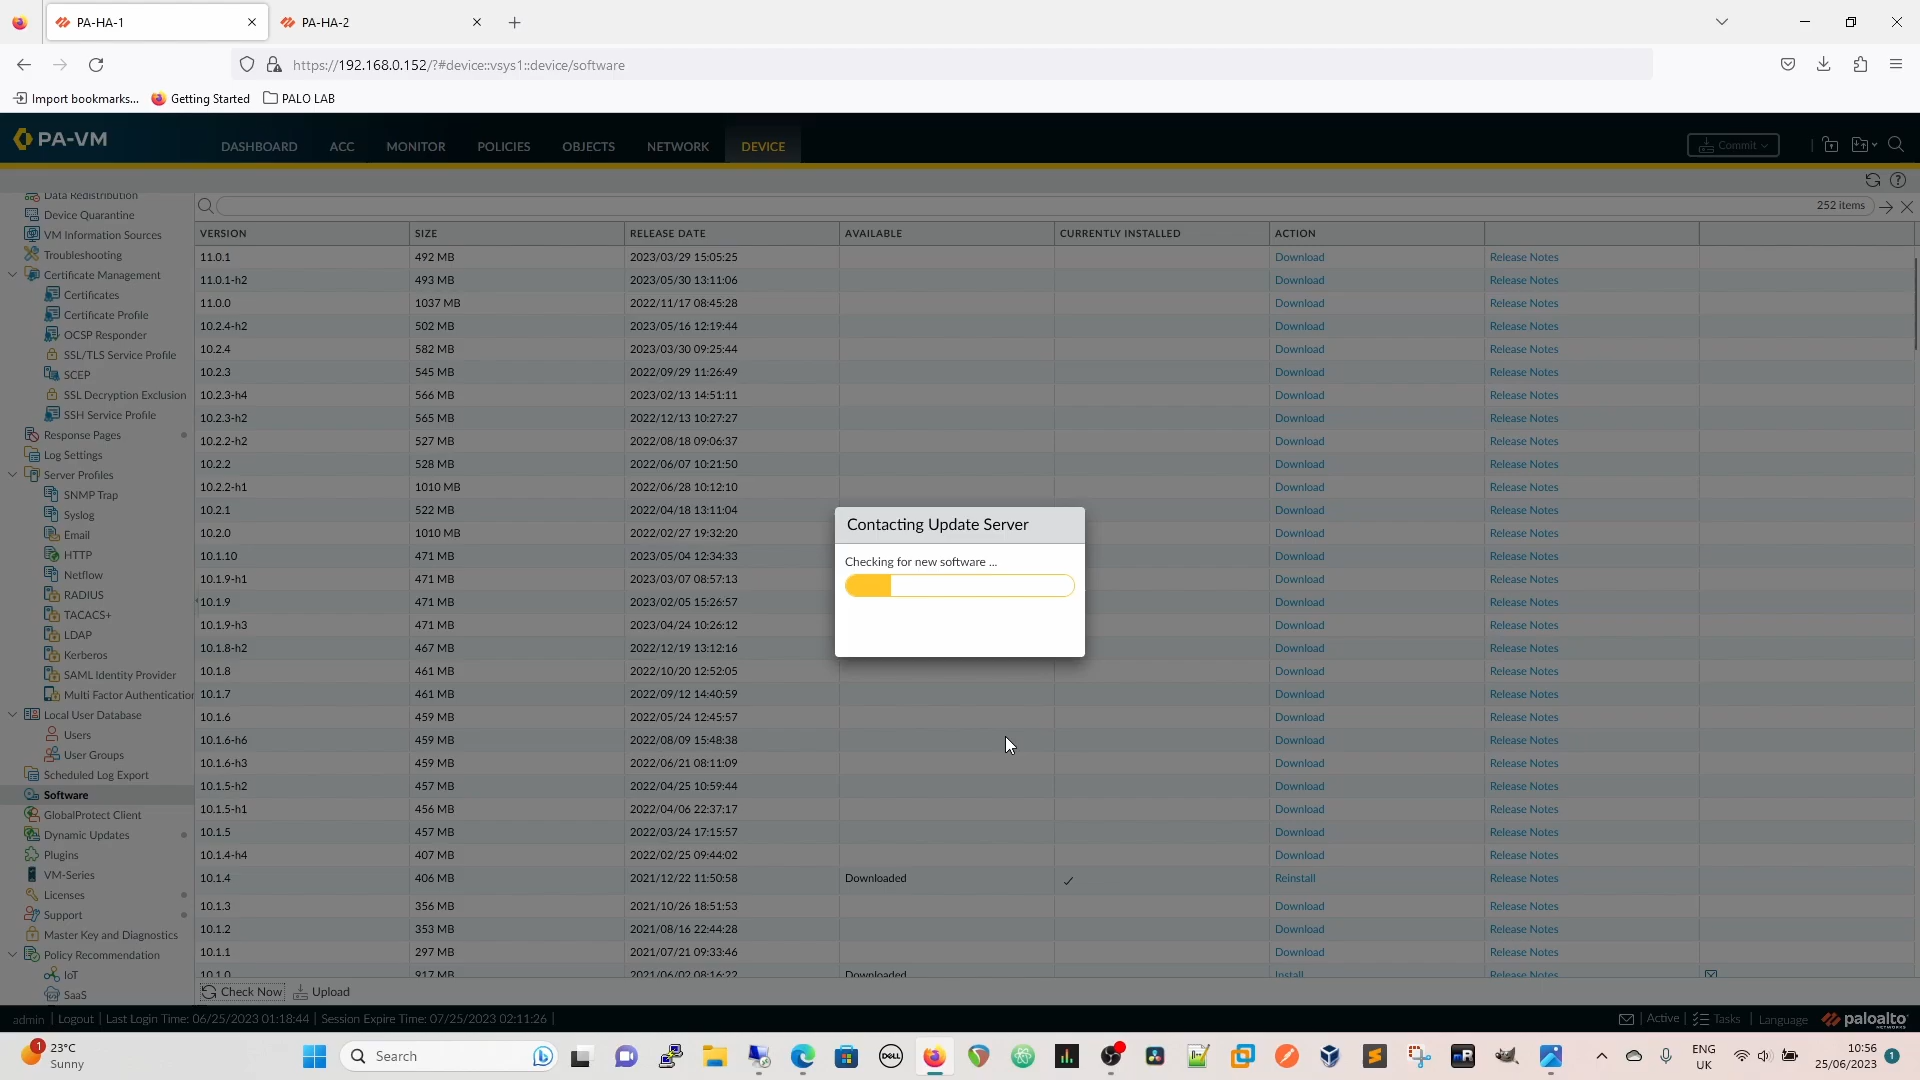 PA-HA-1
PA-HA-2
https://192.168.0.152/?#device::vsys1::device/software
Import bookmarks...
Getting Started
PALO LAB
PA-VM
DASHBOARD
ACC
MONITOR
POLICIES
OBJECTS
NETWORK
DEVICE
Commit
252 items
Data Redistribution
Device Quarantine
VM Information Sources
Troubleshooting
Certificate Management
Certificates
Certificate Profile
OCSP Responder
SSL/TLS Service Profile
SCEP
SSL Decryption Exclusion
SSH Service Profile
Response Pages
Log Settings
Server Profiles
SNMP Trap
Syslog
Email
HTTP
Netflow
RADIUS
TACACS+
LDAP
Kerberos
SAML Identity Provider
Multi Factor Authentication
Local User Database
Users
User Groups
Scheduled Log Export
Software
GlobalProtect Client
Dynamic Updates
Plugins
VM-Series
Licenses
Support
Master Key and Diagnostics
Policy Recommendation
IoT
SaaS
VERSION SIZE RELEASE DATE AVAILABLE CURRENTLY INSTALLED ACTION
11.0.1 492 MB 2023/03/29 15:05:25 Download Release Notes
11.0.1-h2 493 MB 2023/05/30 13:11:06 Download Release Notes
11.0.0 1037 MB 2022/11/17 08:45:28 Download Release Notes
10.2.4-h2 502 MB 2023/05/16 12:19:44 Download Release Notes
10.2.4 582 MB 2023/03/30 09:25:44 Download Release Notes
10.2.3 545 MB 2022/09/29 11:26:49 Download Release Notes
10.2.3-h4 566 MB 2023/02/13 14:51:11 Download Release Notes
10.2.3-h2 565 MB 2022/12/13 10:27:27 Download Release Notes
10.2.2-h2 527 MB 2022/08/18 09:06:37 Download Release Notes
10.2.2 528 MB 2022/06/07 10:21:50 Download Release Notes
10.2.2-h1 1010 MB 2022/06/28 10:12:10 Download Release Notes
10.2.1 522 MB 2022/04/18 13:11:04 Download Release Notes
10.2.0 1010 MB 2022/02/27 19:32:20 Download Release Notes
10.1.10 471 MB 2023/05/04 12:34:33 Download Release Notes
10.1.9-h1 471 MB 2023/03/07 08:57:13 Download Release Notes
10.1.9 471 MB 2023/02/05 15:26:57 Download Release Notes
10.1.9-h3 471 MB 2023/04/24 10:26:12 Download Release Notes
10.1.8-h2 467 MB 2022/12/19 13:12:16 Download Release Notes
10.1.8 461 MB 2022/10/20 12:52:05 Download Release Notes
10.1.7 461 MB 2022/09/12 14:40:59 Download Release Notes
10.1.6 459 MB 2022/05/24 12:45:57 Download Release Notes
10.1.6-h6 459 MB 2022/08/09 15:48:38 Download Release Notes
10.1.6-h3 459 MB 2022/06/21 08:11:09 Download Release Notes
10.1.5-h2 457 MB 2022/04/25 10:59:44 Download Release Notes
10.1.5-h1 456 MB 2022/04/06 22:37:17 Download Release Notes
10.1.5 457 MB 2022/03/24 17:15:57 Download Release Notes
10.1.4-h4 407 MB 2022/02/25 09:44:02 Download Release Notes
10.1.4 406 MB 2021/12/22 11:50:58 Downloaded ✓ Reinstall Release Notes
10.1.3 356 MB 2021/10/26 18:51:53 Download Release Notes
10.1.2 353 MB 2021/08/16 22:44:28 Download Release Notes
10.1.1 297 MB 2021/07/21 09:33:46 Download Release Notes
10.1.0 917 MB 2021/06/02 08:16:22 Downloaded Install Release Notes
Contacting Update Server
Checking for new software ...
Check Now
Upload
admin | Logout | Last Login Time: 06/25/2023 01:18:44 | Session Expire Time: 07/25/2023 02:11:26 |
Active | Tasks | Language
paloalto
NETWORKS
1
23°C
Sunny
Search
DELL
ENG
UK
10:56
25/06/2023
1